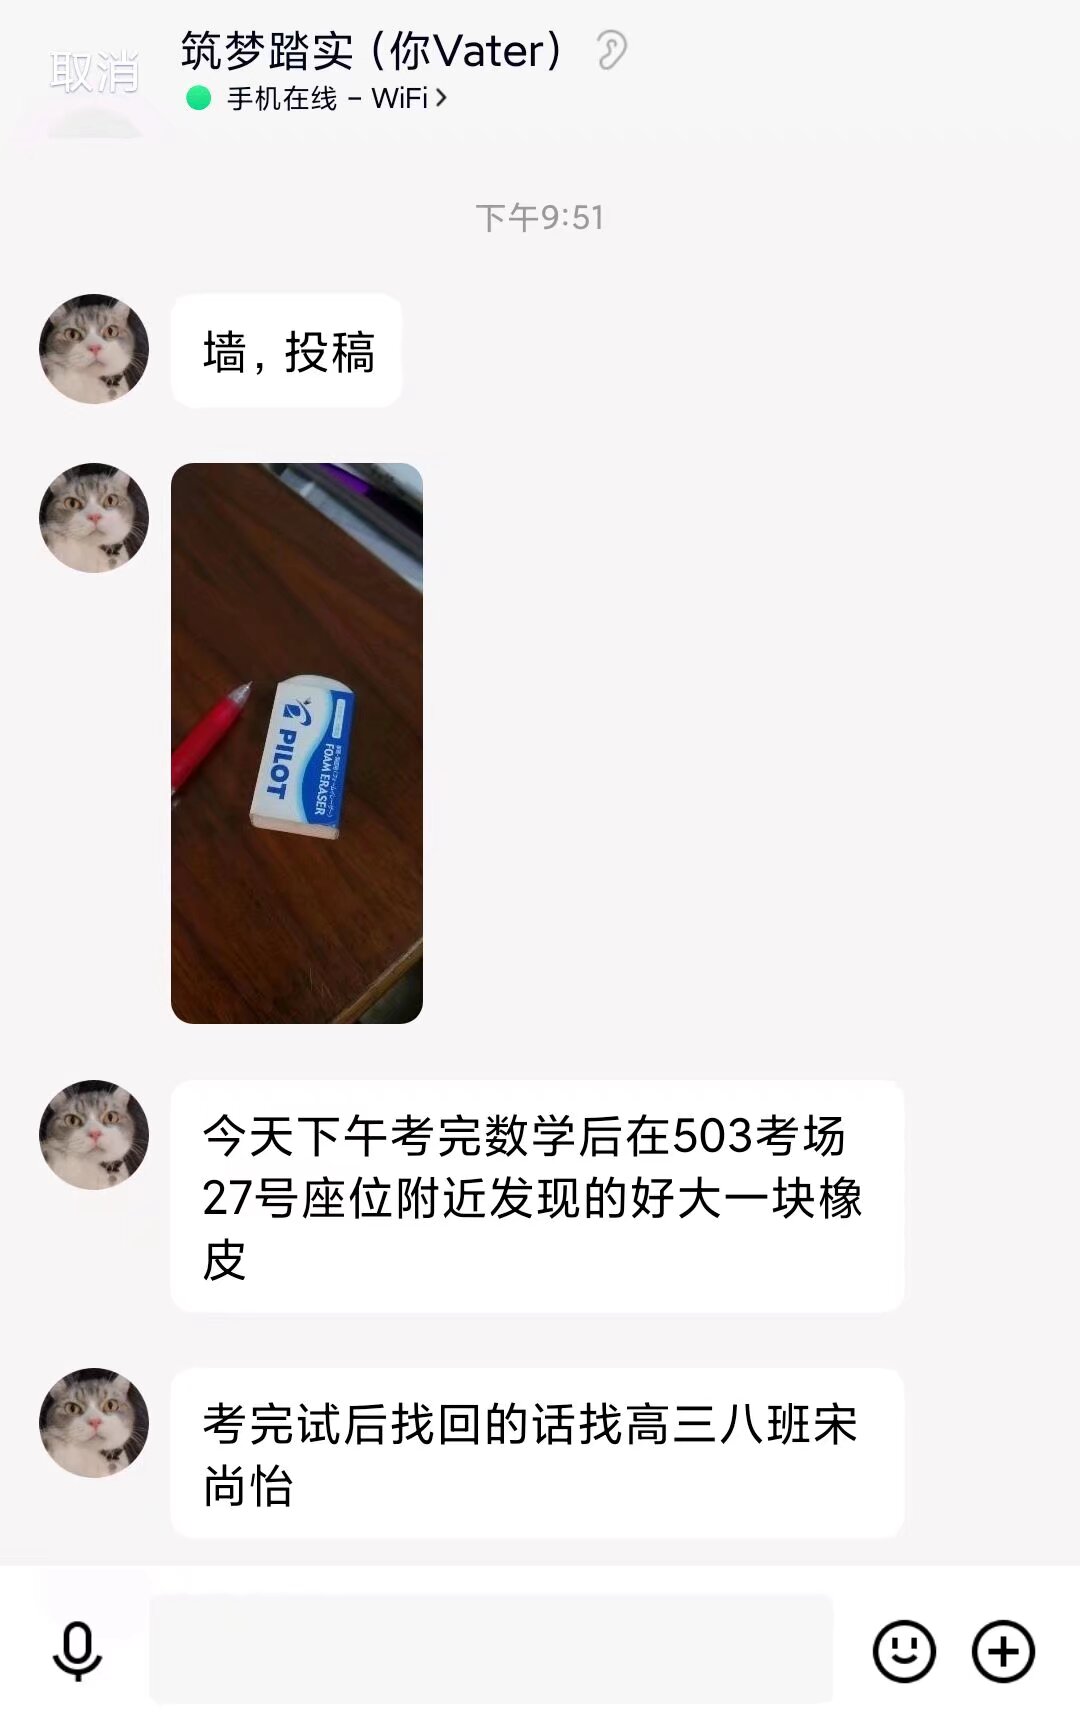 取消
筑梦踏实（你Vater）
手机在线 - WiFi
下午9:51
墙，投稿
PILOT
FOAM ERASER
今天下午考完数学后在503考场
27号座位附近发现的好大一块橡
皮
考完试后找回的话找高三八班宋
尚怡